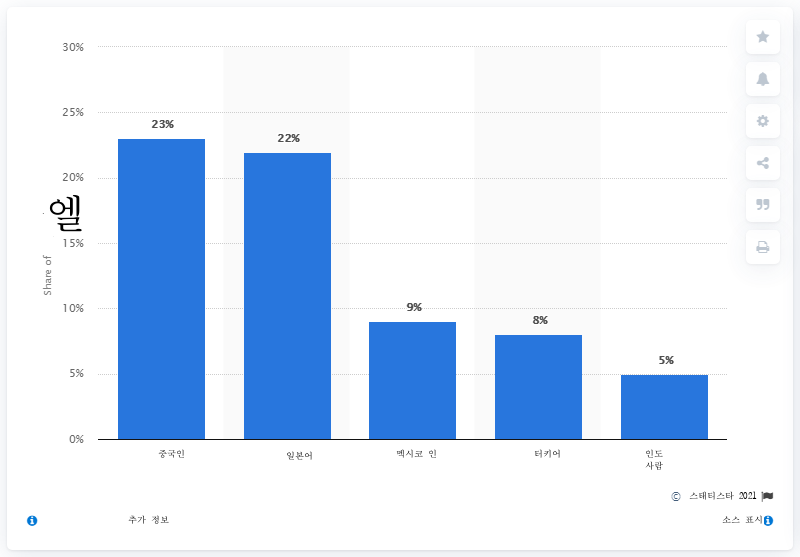 30%
25%
20%
15%
10%
5%
0%
Share of
엘
23%
22%
9%
8%
5%
중국인
일본어
멕시코 인
터키어
인도
사람
© 스태티스타 2021
추가 정보
소스 표시